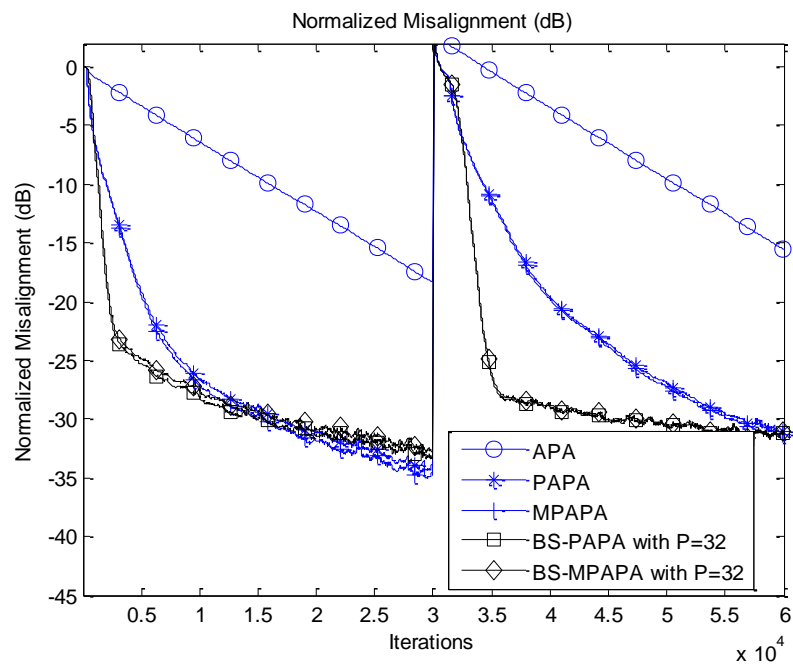 Normalized Misalignment (dB)
Normalized Misalignment (dB)
0
-5
-10
-15
-20
-25
-30
-35
-40
-45
0.5 1 1.5 2 2.5 3 3.5 4 4.5 5 5.5 6
Iterations
x 10^4
APA
PAPA
MPAPA
BS-PAPA with P=32
BS-MPAPA with P=32